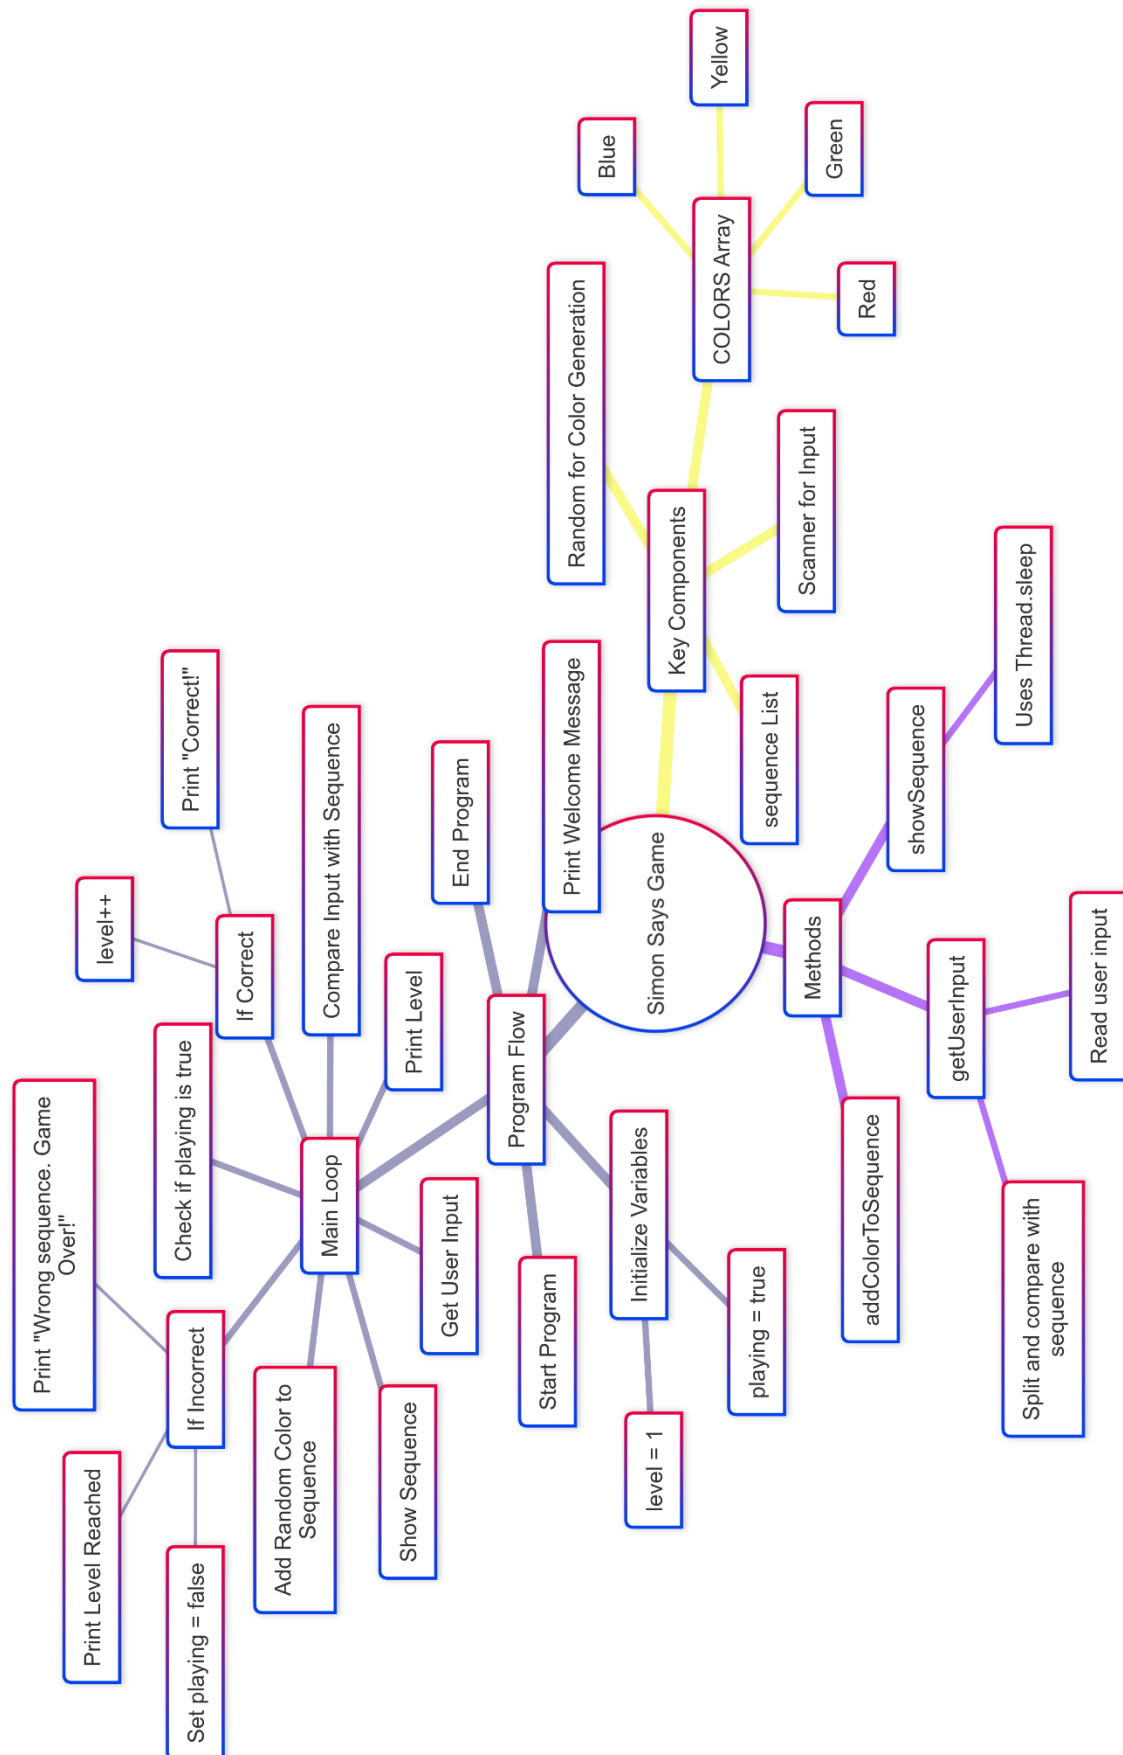 Simon Says Game
Program Flow
Start Program
Initialize Variables
level = 1
playing = true
Print Welcome Message
Main Loop
Check if playing is true
Print Level
Add Random Color to
Sequence
Show Sequence
Get User Input
Compare Input with Sequence
If Correct
Print "Correct!"
level++
If Incorrect
Print "Wrong sequence. Game
Over!"
Print Level Reached
Set playing = false
End Program
Key Components
COLORS Array
Red
Green
Blue
Yellow
sequence List
Scanner for Input
Random for Color Generation
Methods
addColorToSequence
showSequence
Uses Thread.sleep
getUserInput
Read user input
Split and compare with
sequence